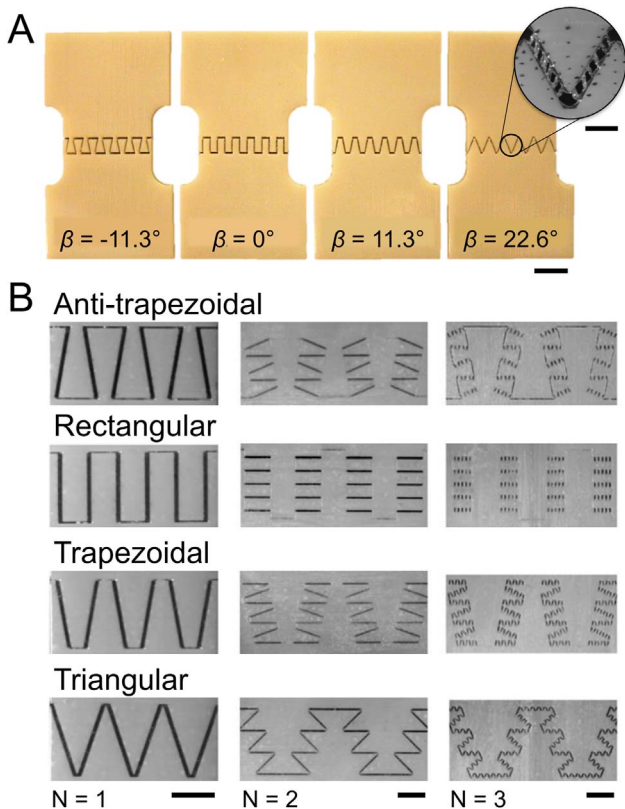 A
β = -11.3°
β = 0°
β = 11.3°
β = 22.6°
B
Anti-trapezoidal
Rectangular
Trapezoidal
Triangular
N = 1
N = 2
N = 3